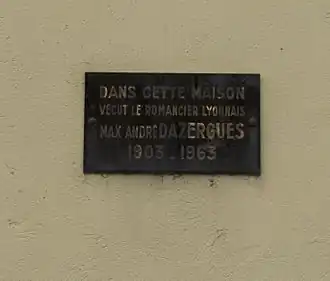 DANS CETTE MAISON
VÉCUT LE ROMANCIER LYONNAIS
MAX ANDRÉ DAZERGUES
1903 - 1963